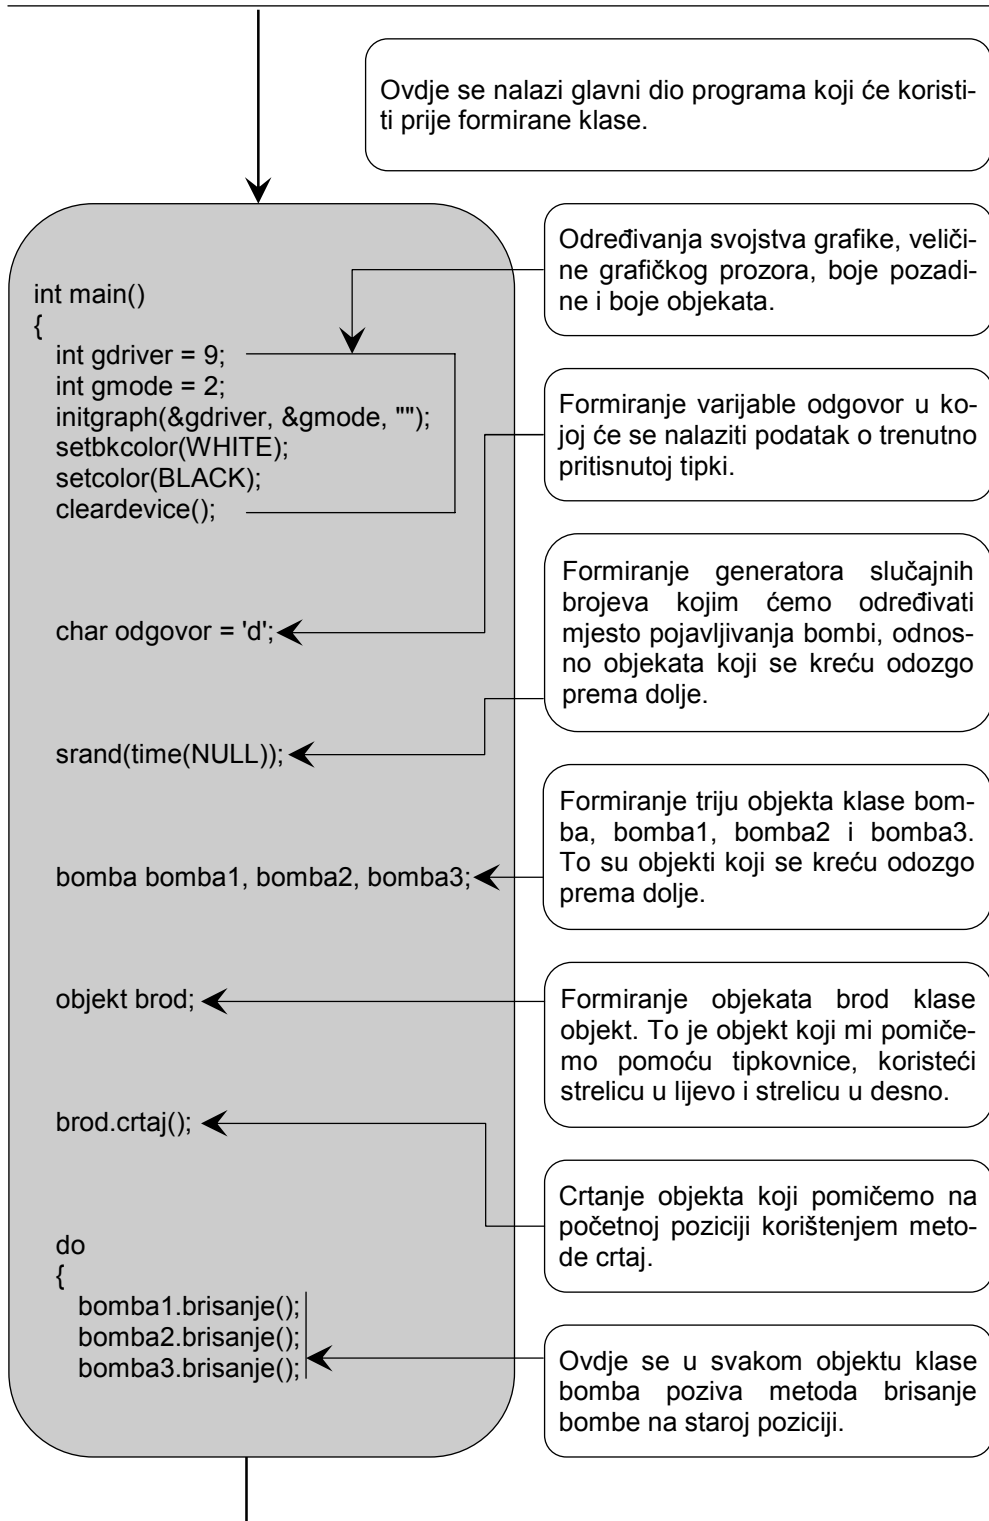 Ovdje se nalazi glavni dio programa koji će koristi-
ti prije formirane klase.
Određivanja svojstva grafike, veliči-
ne grafičkog prozora, boje pozadi-
ne i boje objekata.
int main()
{
int gdriver = 9;
int gmode = 2;
initgraph(&gdriver, &gmode, "");
setbkcolor(WHITE);
setcolor(BLACK);
cleardevice();
Formiranje varijable odgovor u ko-
joj će se nalaziti podatak o trenutno
pritisnutoj tipki.
char odgovor = 'd';
Formiranje generatora slučajnih
brojeva kojim ćemo određivati
mjesto pojavljivanja bombi, odnos-
no objekata koji se kreću odozgo
prema dolje.
srand(time(NULL));
Formiranje triju objekta klase bom-
ba, bomba1, bomba2 i bomba3.
To su objekti koji se kreću odozgo
prema dolje.
bomba bomba1, bomba2, bomba3;
Formiranje objekata brod klase
objekt. To je objekt koji mi pomiče-
mo pomoću tipkovnice, koristeći
strelicu u lijevo i strelicu u desno.
objekt brod;
brod.crtaj();
Crtanje objekta koji pomičemo na
početnoj poziciji korištenjem meto-
de crtaj.
do
{
bomba1.brisanje();
bomba2.brisanje();
bomba3.brisanje();
Ovdje se u svakom objektu klase
bomba poziva metoda brisanje
bombe na staroj poziciji.